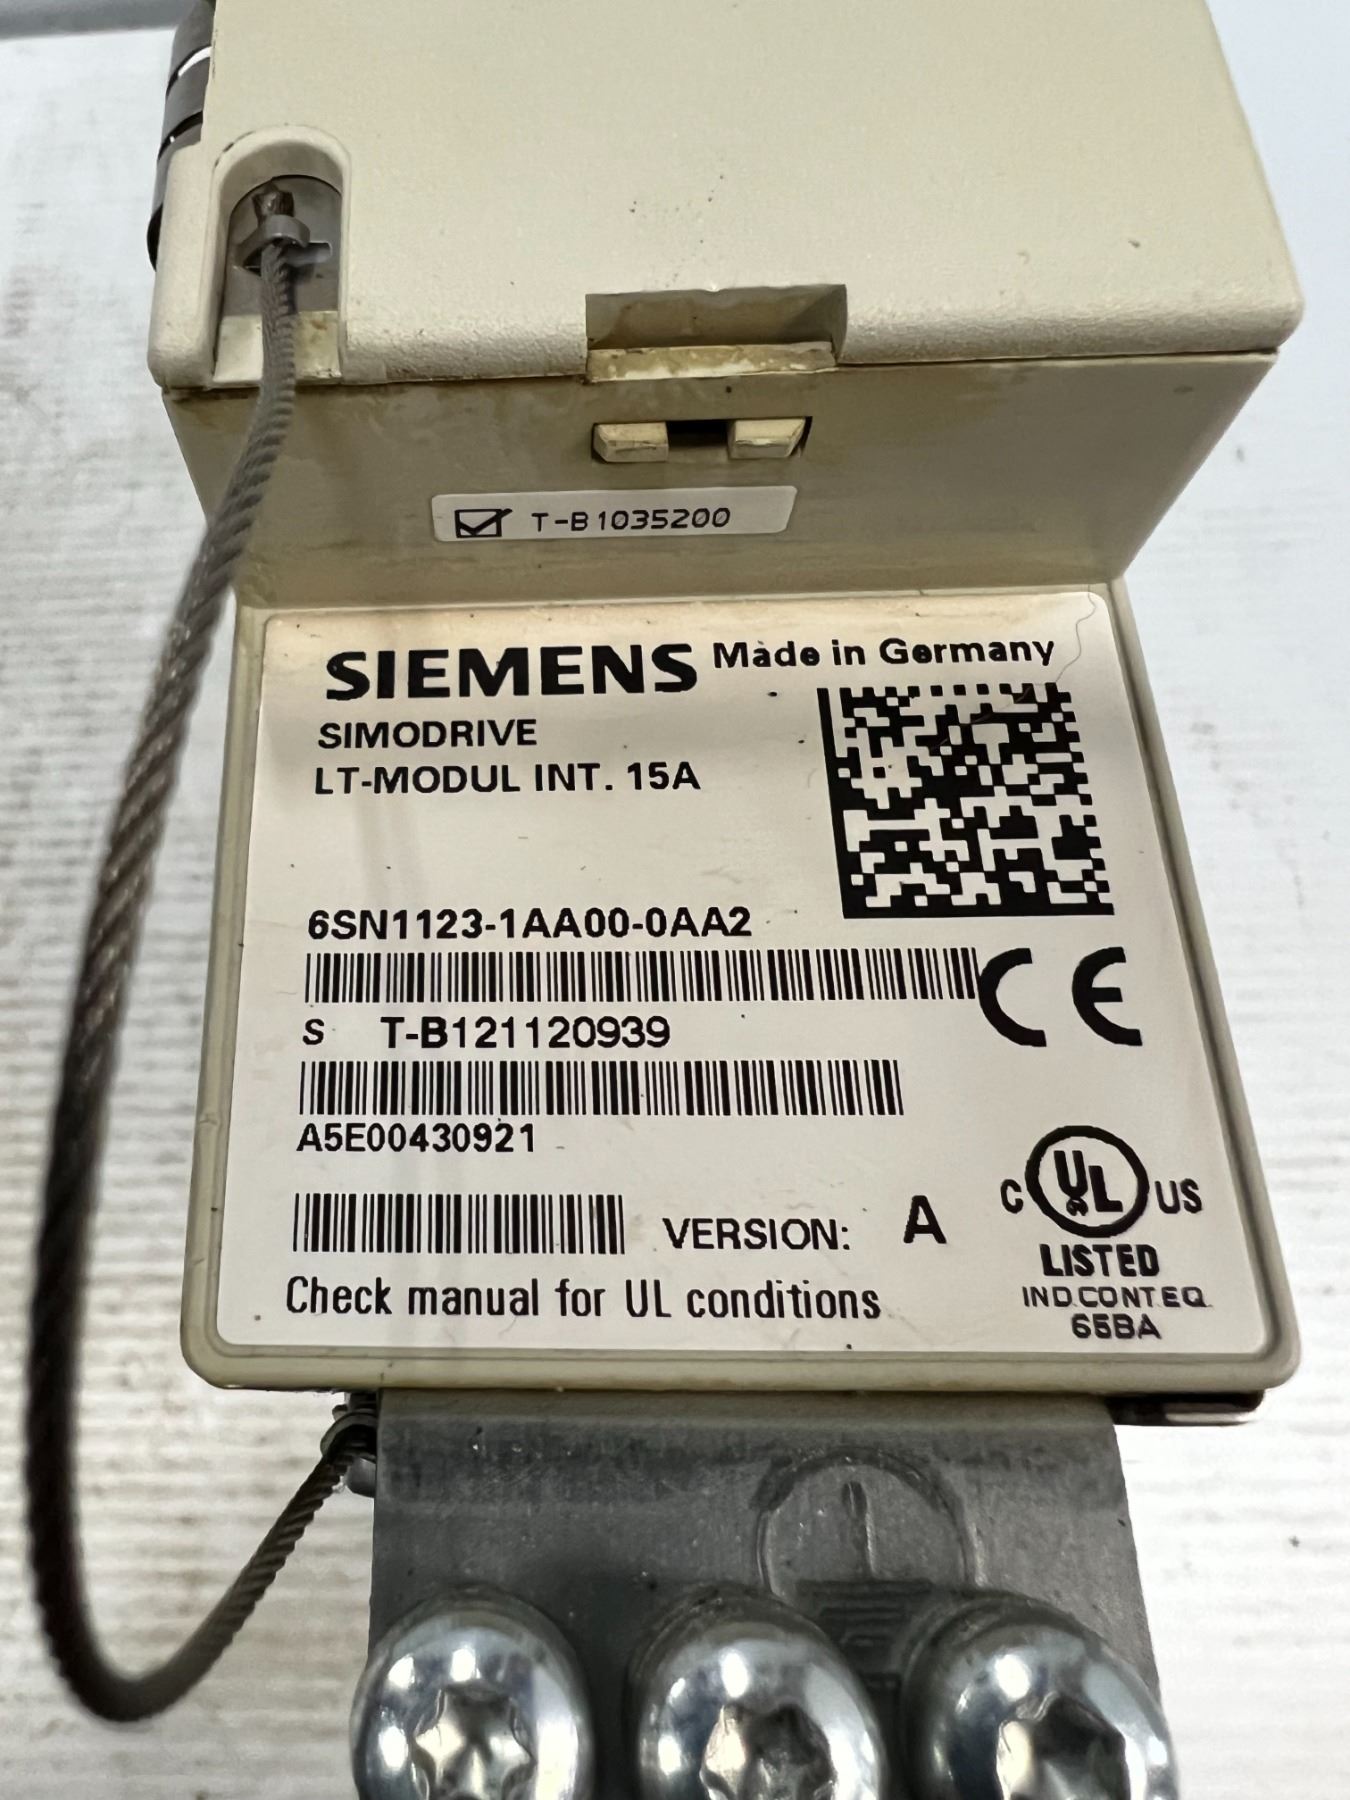 T-B1035200
SIEMENS Made in Germany
SIMODRIVE
LT-MODUL INT. 15A
6SN1123-1AA00-0AA2
S T-B121120939
A5E00430921
VERSION: A
Check manual for UL conditions
C UL US
LISTED
IND.CONT.EQ.
65BA